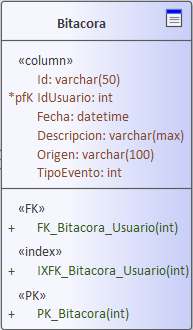 Bitacora
«column»
Id: varchar(50)
*pfK IdUsuario: int
Fecha: datetime
Descripcion: varchar(max)
Origen: varchar(100)
TipoEvento: int
«FK»
+ FK_Bitacora_Usuario(int)
«index»
+ IXFK_Bitacora_Usuario(int)
«PK»
+ PK_Bitacora(int)